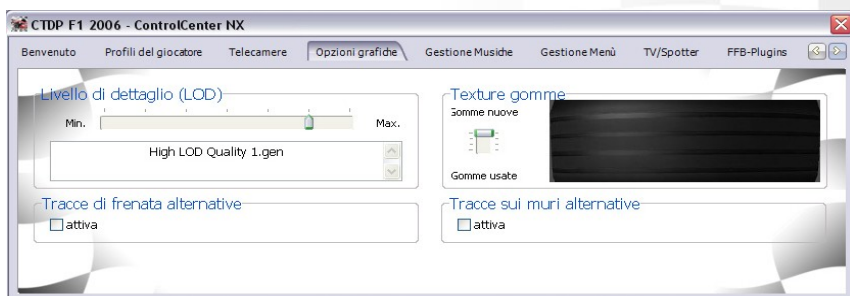 CTDP F1 2006 - ControlCenter NX
Benvenuto Profili del giocatore Telecamere Opzioni grafiche Gestione Musiche Gestione Menù TV/Spotter FFB-Plugins
Livello di dettaglio (LOD)
Min. Max.
High LOD Quality 1.gen
Texture gomme
Gomme nuove
Gomme usate
Tracce di frenata alternative
attiva
Tracce sui muri alternative
attiva